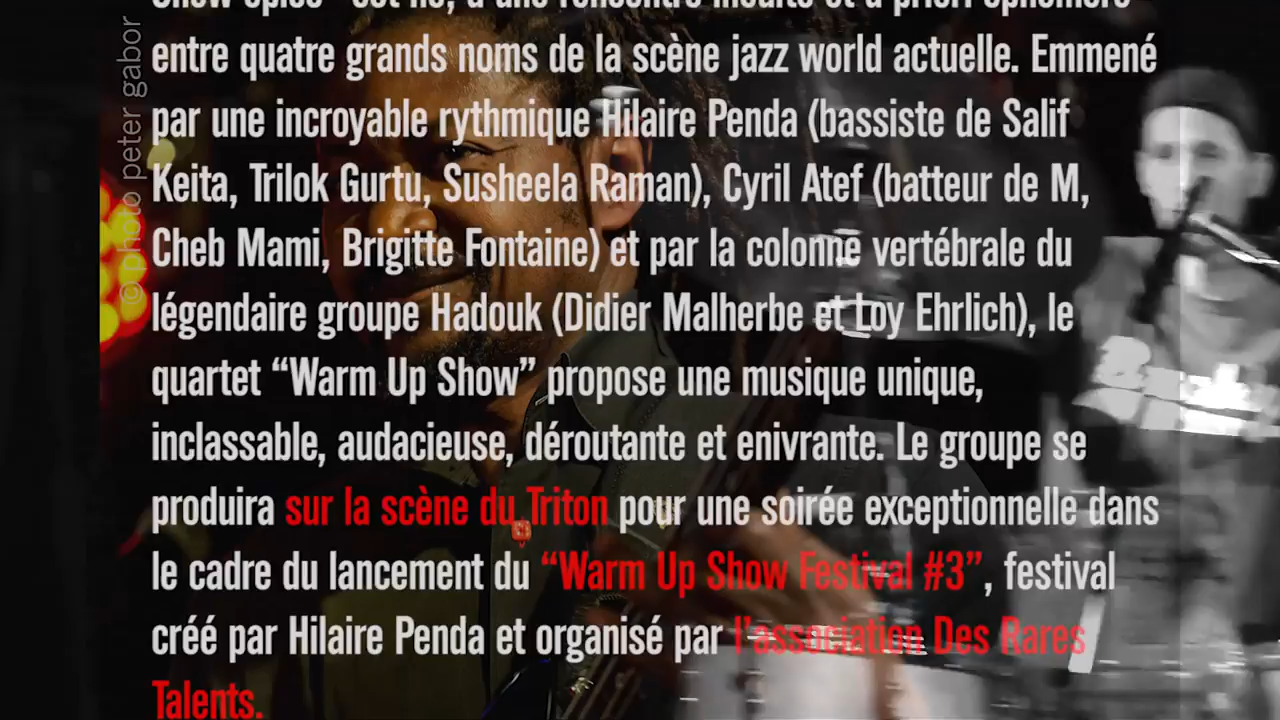 entre quatre grands noms de la scène jazz world actuelle. Emmené
par une incroyable rythmique Hilaire Penda (bassiste de Salif
Keita, Trilok Gurtu, Susheela Raman), Cyril Atef (batteur de M,
Cheb Mami, Brigitte Fontaine) et par la colonne vertébrale du
légendaire groupe Hadouk (Didier Malherbe et Loy Ehrlich), le
quartet “Warm Up Show” propose une musique unique,
inclassable, audacieuse, déroutante et enivrante. Le groupe se
produira sur la scène du Triton pour une soirée exceptionnelle dans
le cadre du lancement du “Warm Up Show Festival #3”, festival
créé par Hilaire Penda et organisé par l’association Des Rares
Talents.
© photo peter gabor